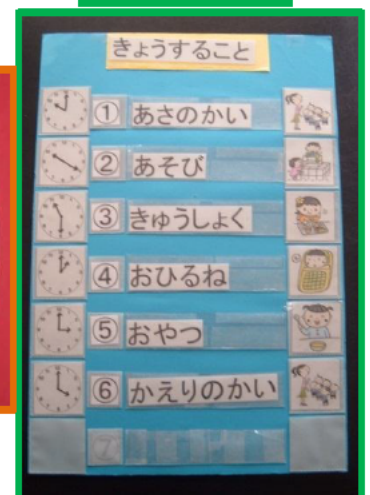 きょうすること
① あさのかい
② あそび
③ きゅうしょく
④ おひるね
⑤ おやつ
⑥ かえりのかい
⑦